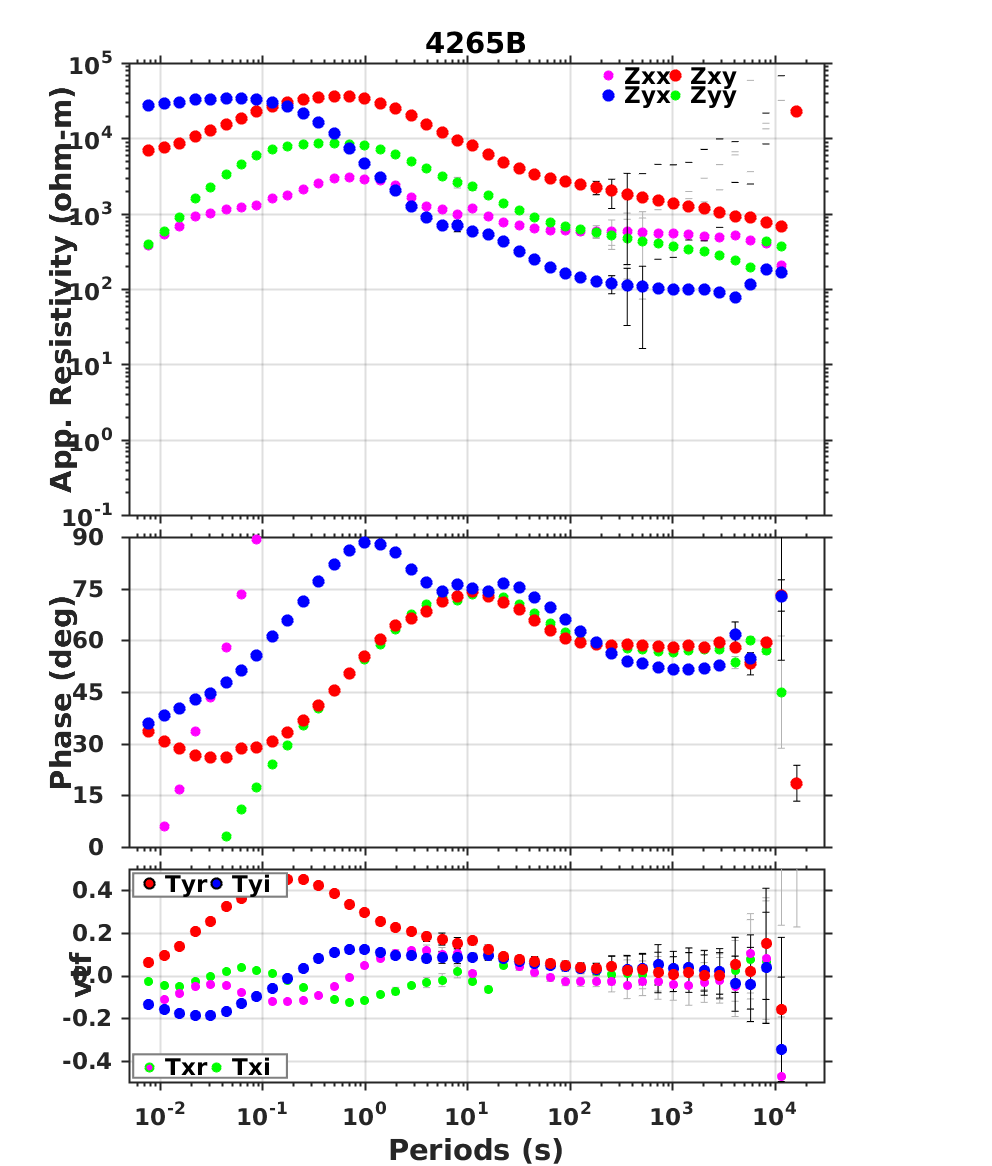 4265B
Zxx Zxy
Zyx Zyy
App. Resistivity (ohm-m)
10^5
10^4
10^3
10^2
10^1
10^0
10^-1
Phase (deg)
90
75
60
45
30
15
0
vf
Tyr Tyi
0.4
0.2
0.0
-0.2
-0.4
Txr Txi
10^-2 10^-1 10^0 10^1 10^2 10^3 10^4
Periods (s)